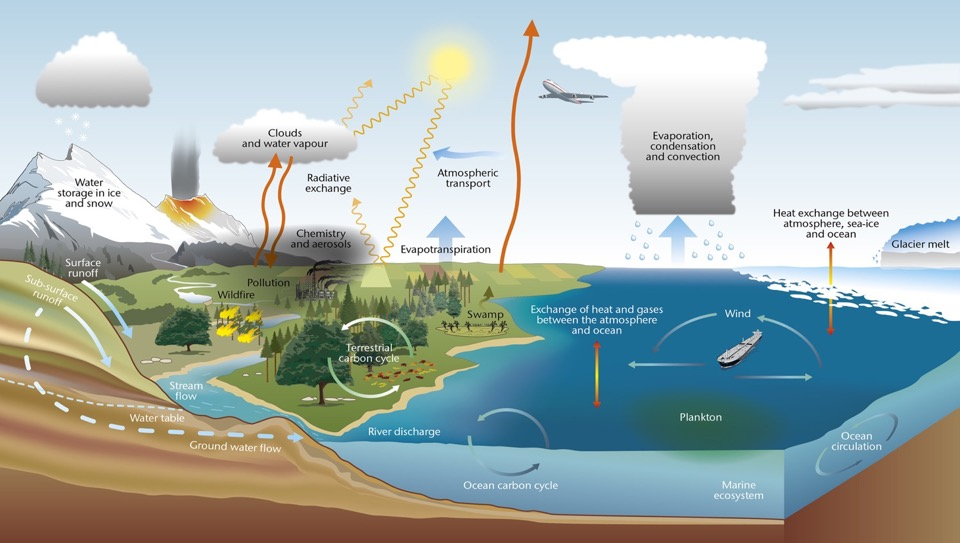 Clouds
and water vapour
Evaporation,
condensation
and convection
Water
storage in ice
and snow
Radiative
exchange
Atmospheric
transport
Heat exchange between
atmosphere, sea-ice
and ocean
Glacier melt
Chemistry
and aerosols
Evapotranspiration
Surface
runoff
Sub-surface
runoff
Pollution
Wildfire
Swamp
Exchange of heat and gases
between the atmosphere
and ocean
Wind
Terrestrial
carbon cycle
Stream
flow
Water table
Ground water flow
River discharge
Plankton
Ocean
circulation
Ocean carbon cycle
Marine
ecosystem